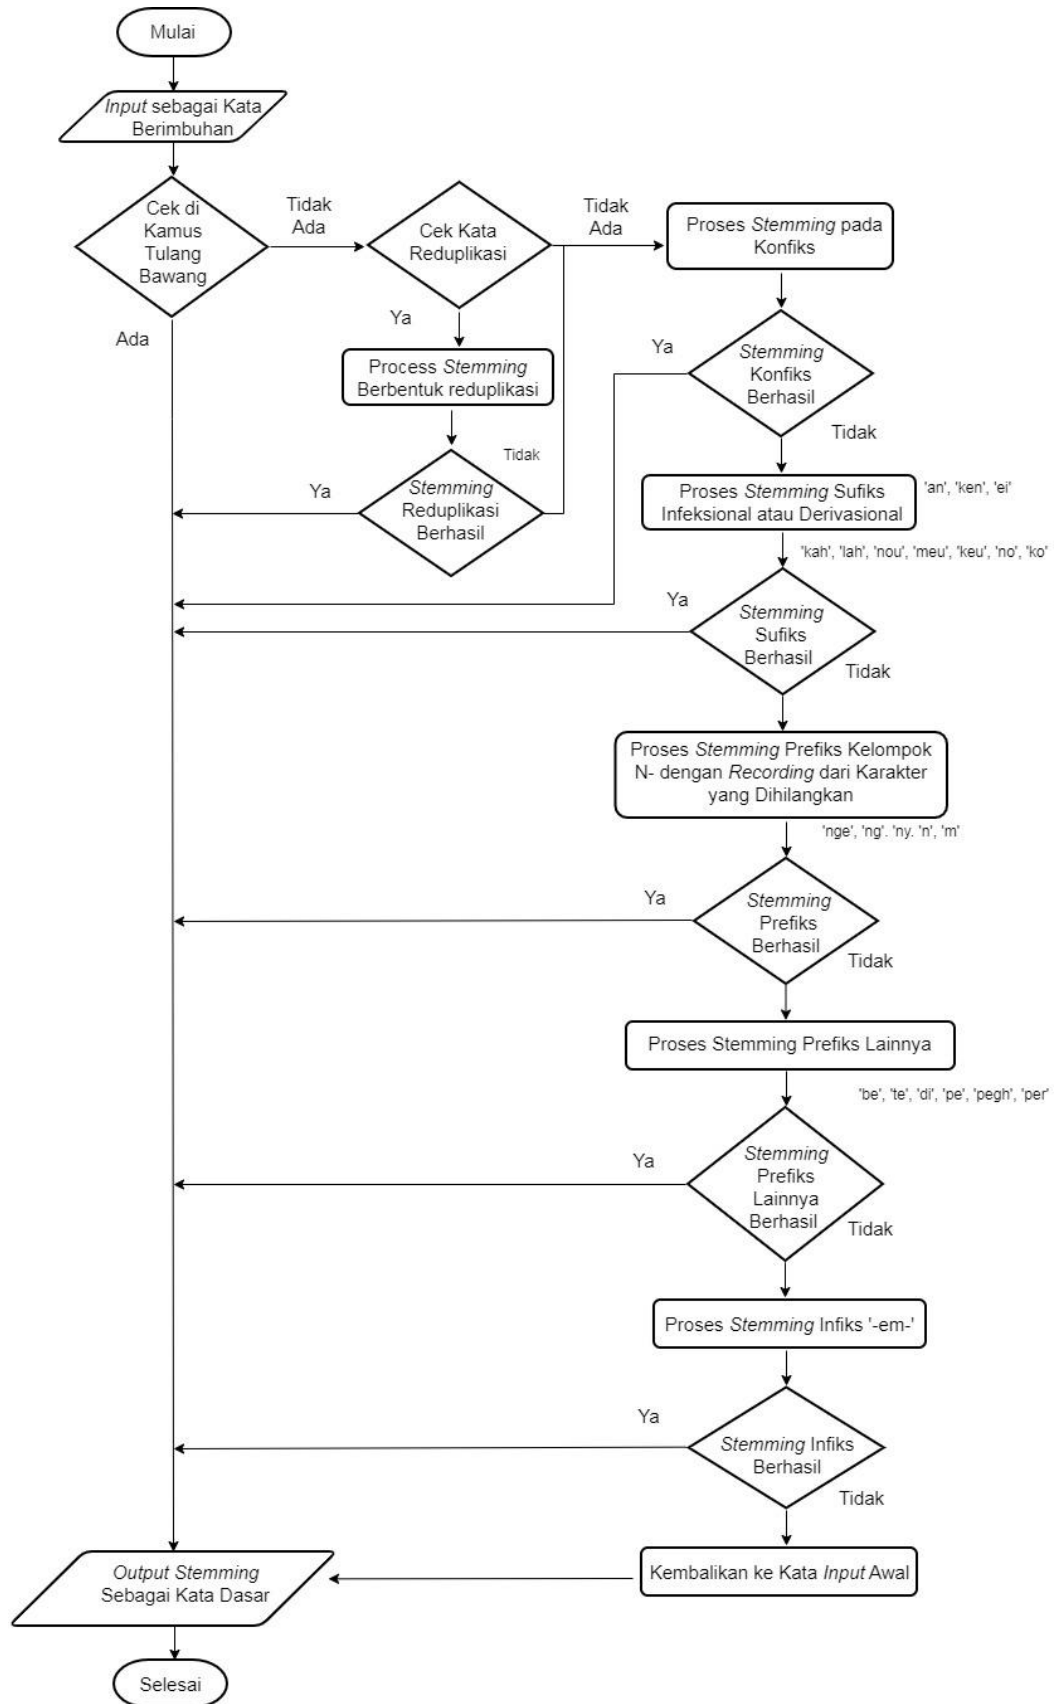 Mulai
Input sebagai Kata
Berimbuhan
Cek di
Kamus
Tulang
Bawang
Tidak
Ada
Cek Kata
Reduplikasi
Tidak
Ada
Proses Stemming pada
Konfiks
Ada
Ya
Process Stemming
Berbentuk reduplikasi
Ya
Stemming
Konfiks
Berhasil
Tidak
Ya
Stemming
Reduplikasi
Berhasil
Tidak
Proses Stemming Sufiks
Infeksional atau Derivasional
'an', 'ken', 'ei'
'kah', 'lah', 'nou', 'meu', 'keu', 'no', 'ko'
Ya
Stemming
Sufiks
Berhasil
Tidak
Proses Stemming Prefiks Kelompok
N- dengan Recording dari Karakter
yang Dihilangkan
'nge', 'ng'. 'ny. 'n', 'm'
Ya
Stemming
Prefiks
Berhasil
Tidak
Proses Stemming Prefiks Lainnya
'be', 'te', 'di', 'pe', 'pegh', 'per'
Ya
Stemming
Prefiks
Lainnya
Berhasil
Tidak
Proses Stemming Infiks '-em-'
Ya
Stemming Infiks
Berhasil
Tidak
Kembalikan ke Kata Input Awal
Output Stemming
Sebagai Kata Dasar
Selesai